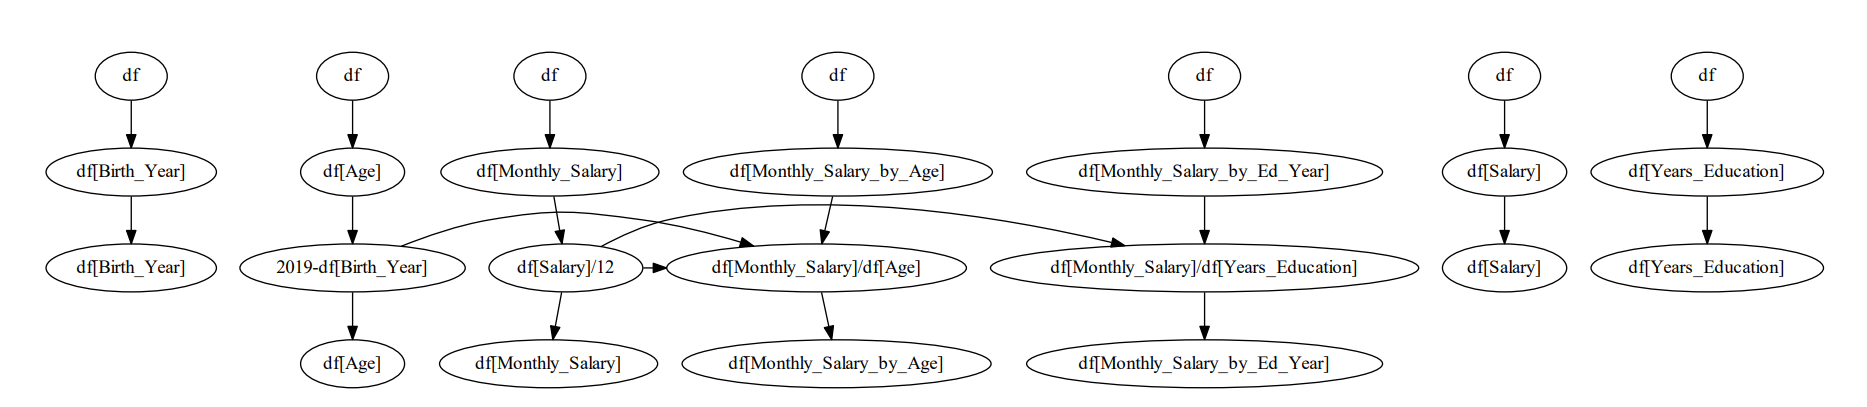 df
df
df
df
df
df
df
df[Birth_Year]
df[Age]
df[Monthly_Salary]
df[Monthly_Salary_by_Age]
df[Monthly_Salary_by_Ed_Year]
df[Salary]
df[Years_Education]
df[Birth_Year]
2019-df[Birth_Year]
df[Salary]/12
df[Monthly_Salary]/df[Age]
df[Monthly_Salary]/df[Years_Education]
df[Salary]
df[Years_Education]
df[Age]
df[Monthly_Salary]
df[Monthly_Salary_by_Age]
df[Monthly_Salary_by_Ed_Year]